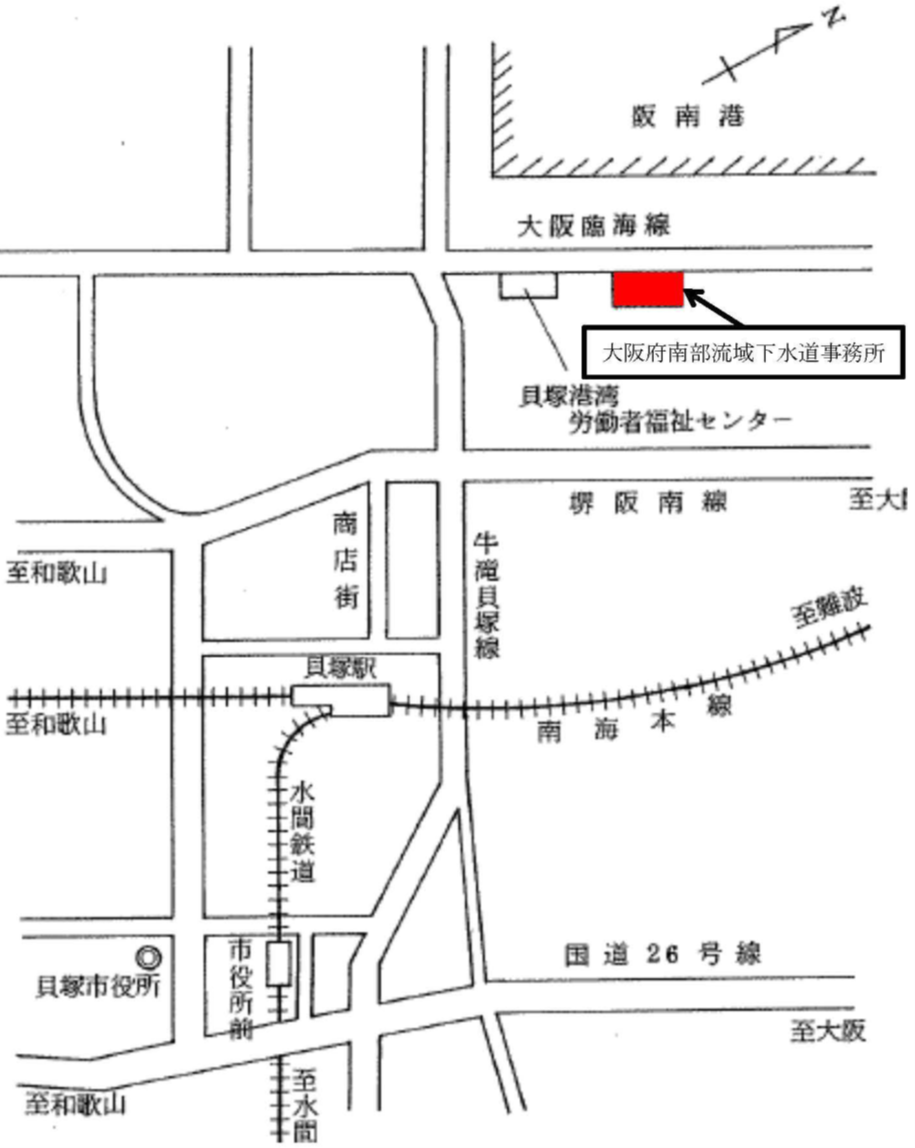 N
阪南港
大阪臨海線
大阪府南部流域下水道事務所
貝塚港湾
労働者福祉センター
堺阪南線
至大
商店街
牛滝貝塚線
至和歌山
至難波
貝塚駅
至和歌山
南海本線
水間鉄道
市役所前
国道26号線
貝塚市役所
至大阪
至和歌山
至水間